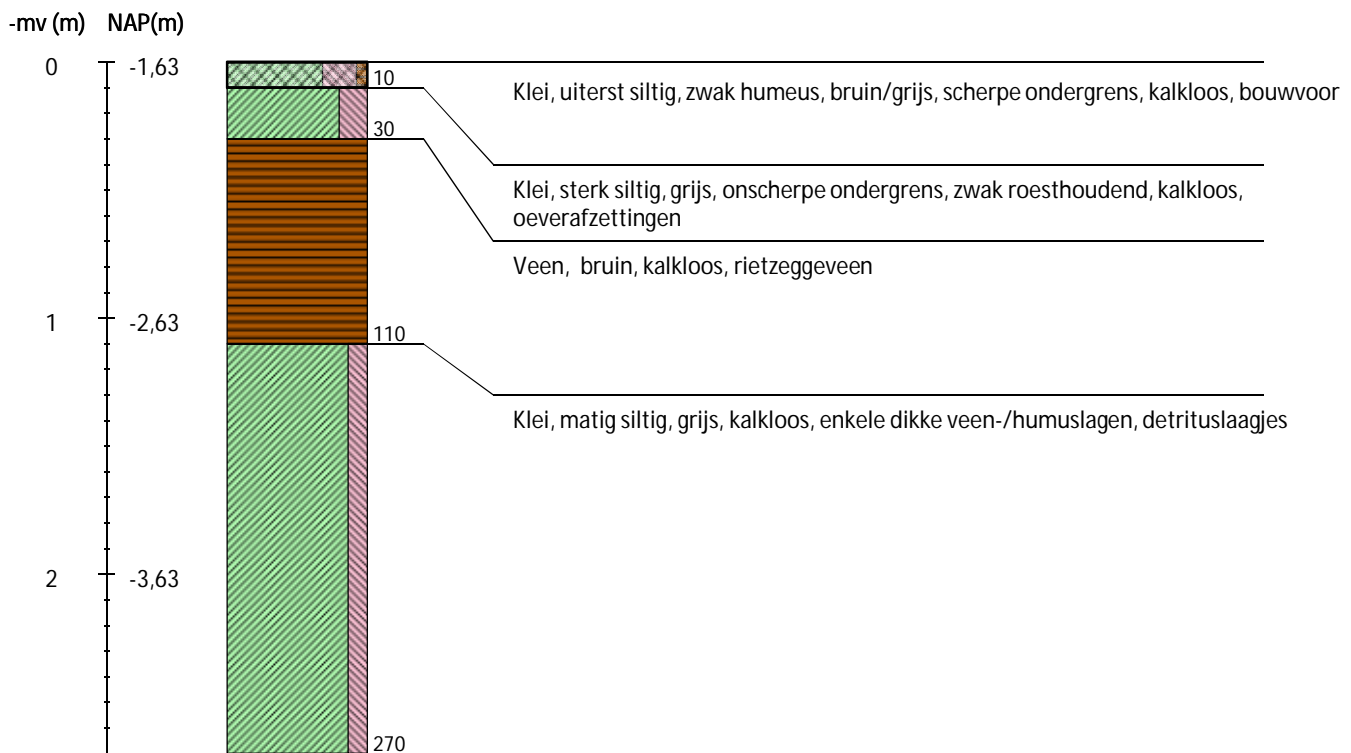 -mv (m) NAP(m)
0 -1,63
10
Klei, uiterst siltig, zwak humeus, bruin/grijs, scherpe ondergrens, kalkloos, bouwvoor
30
Klei, sterk siltig, grijs, onscherpe ondergrens, zwak roesthoudend, kalkloos,
oeverafzettingen
Veen, bruin, kalkloos, rietzeggeveen
1 -2,63
110
Klei, matig siltig, grijs, kalkloos, enkele dikke veen-/humuslagen, detrituslaagjes
2 -3,63
270